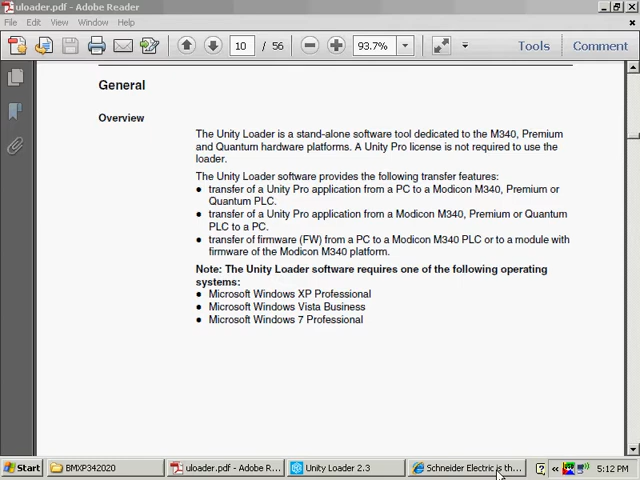 uloader.pdf - Adobe Reader
File Edit View Window
10 / 56 93.7% Tools Comment
General
Overview
The Unity Loader is a stand-alone software tool dedicated to the M340, Premium
and Quantum hardware platforms. A Unity Pro license is not required to use the
loader.
The Unity Loader software provides the following transfer features:
● transfer of a Unity Pro application from a PC to a Modicon M340, Premium or
Quantum PLC.
● transfer of a Unity Pro application from a Modicon M340, Premium or Quantum
PLC to a PC.
● transfer of firmware (FW) from a PC to a Modicon M340 PLC or to a module with
firmware of the Modicon M340 platform.
Note: The Unity Loader software requires one of the following operating
systems:
● Microsoft Windows XP Professional
● Microsoft Windows Vista Business
● Microsoft Windows 7 Professional
Start BMXP342020 uloader.pdf - Adobe R... Unity Loader 2.3 Schneider Electric is th... « 5:12 PM